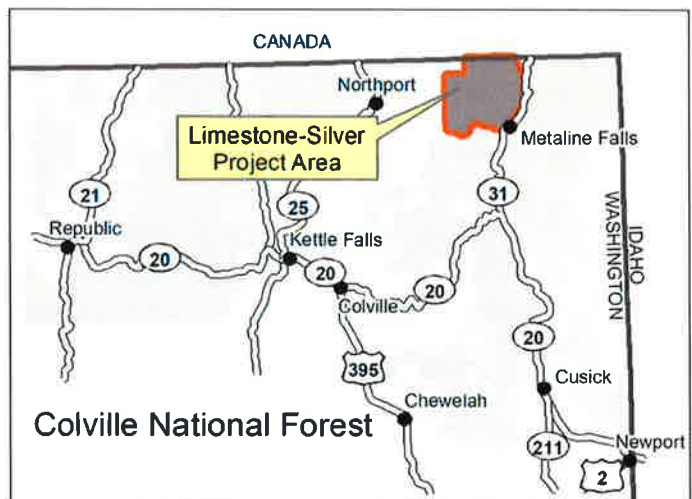 CANADA
Northport
Limestone-Silver
Project Area
Metaline Falls
21
31
25
Republic
Kettle Falls
IDAHO
WASHINGTON
20
20
20
Colville
20
395
Cusick
Chewelah
Colville National Forest
211
Newport
2